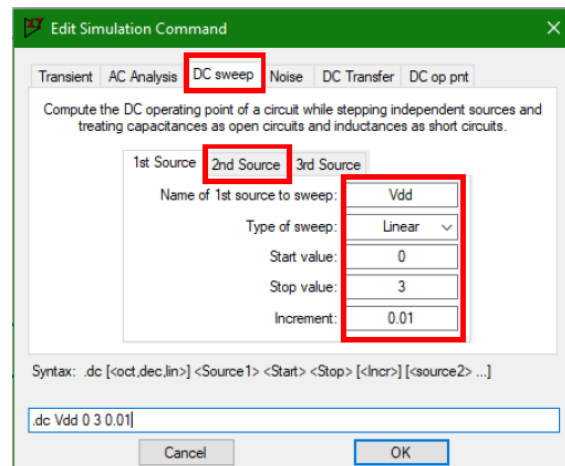 Edit Simulation Command
Transient AC Analysis DC sweep Noise DC Transfer DC op pnt
Compute the DC operating point of a circuit while stepping independent sources and
treating capacitances as open circuits and inductances as short circuits.
1st Source 2nd Source 3rd Source
Name of 1st source to sweep: Vdd
Type of sweep: Linear
Start value: 0
Stop value: 3
Increment: 0.01
Syntax: .dc [<oct,dec,lin>] <Source1> <Start> <Stop> [<Incr>] [<source2> ...]
.dc Vdd 0 3 0.01
Cancel OK